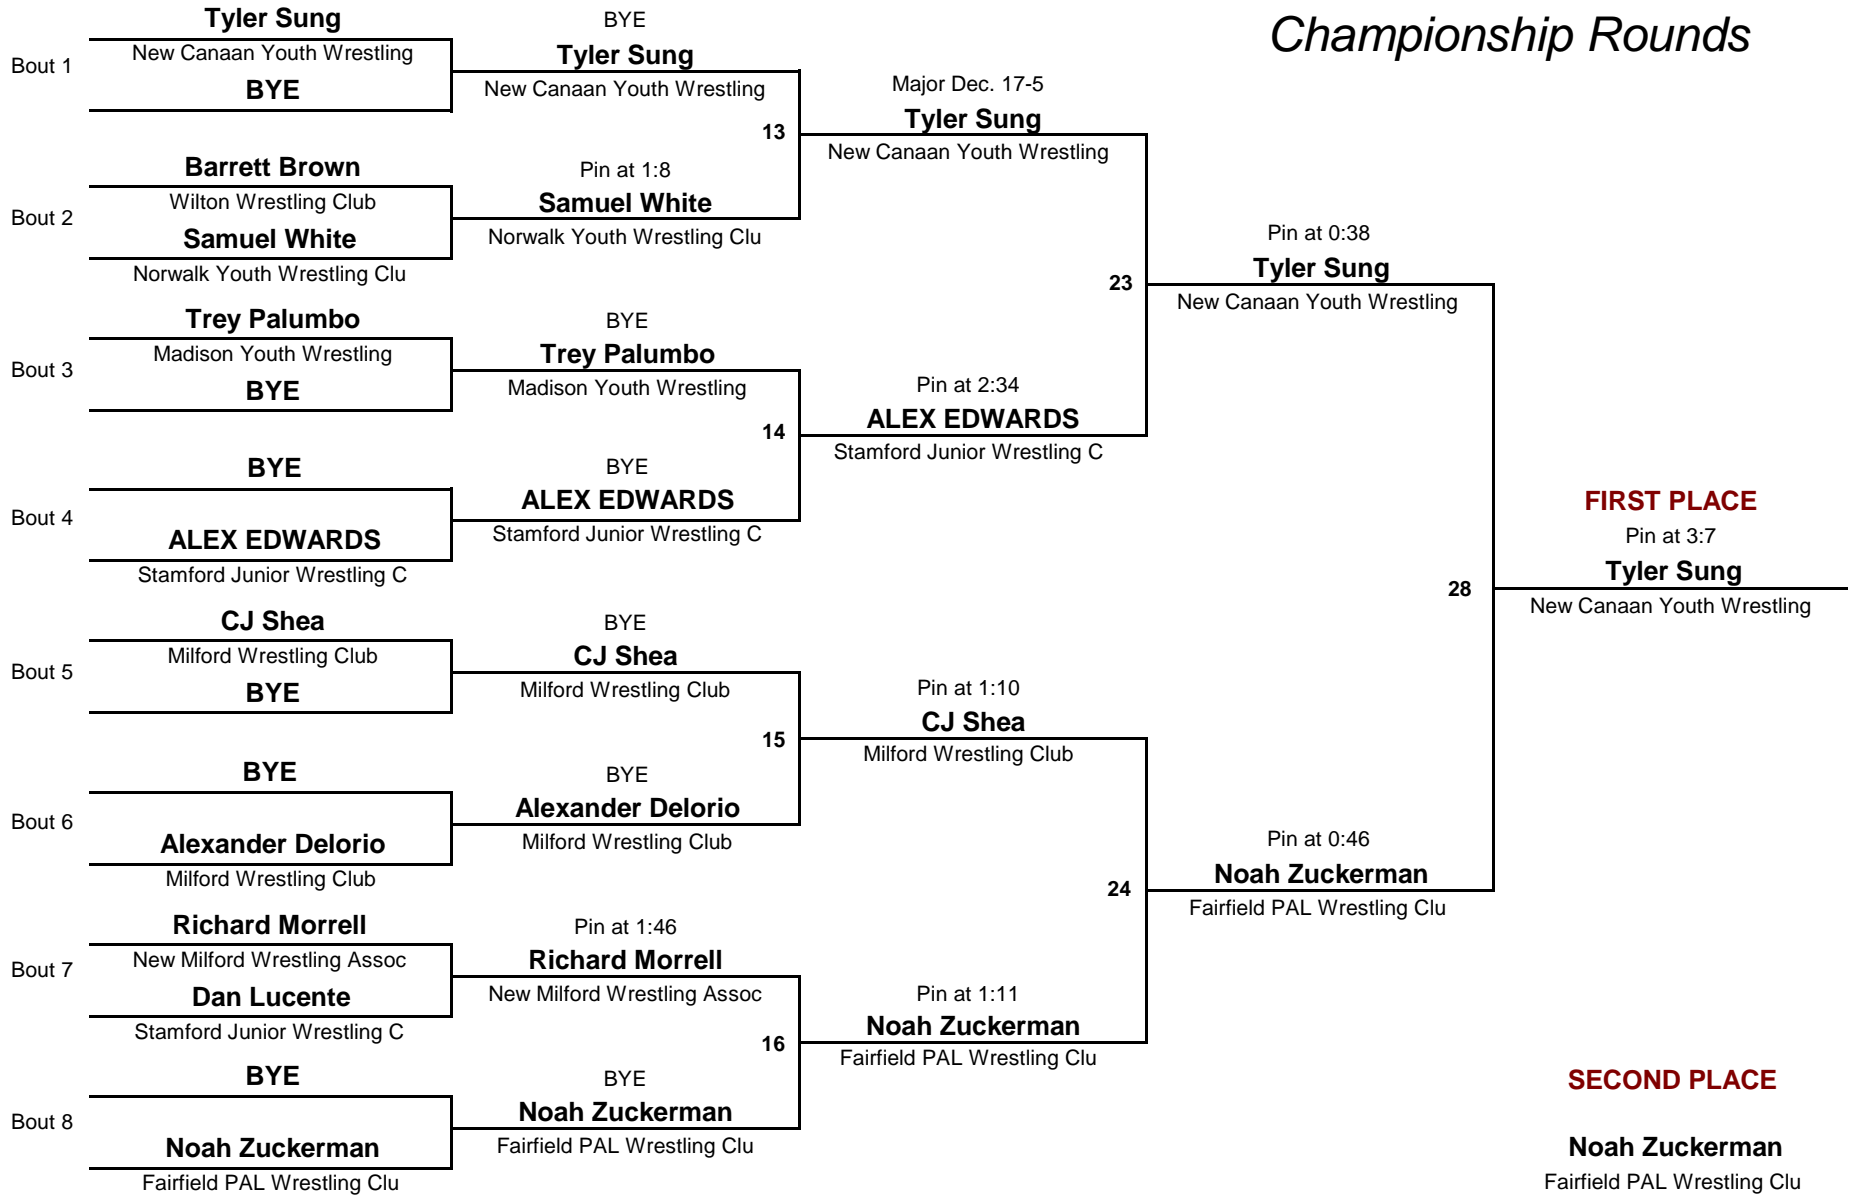 Championship Rounds
Bout 1
Tyler Sung
New Canaan Youth Wrestling
BYE
Bout 2
Barrett Brown
Wilton Wrestling Club
Samuel White
Norwalk Youth Wrestling Clu
Bout 3
Trey Palumbo
Madison Youth Wrestling
BYE
Bout 4
BYE
ALEX EDWARDS
Stamford Junior Wrestling C
Bout 5
CJ Shea
Milford Wrestling Club
BYE
Bout 6
BYE
Alexander Delorio
Milford Wrestling Club
Bout 7
Richard Morrell
New Milford Wrestling Assoc
Dan Lucente
Stamford Junior Wrestling C
Bout 8
BYE
Noah Zuckerman
Fairfield PAL Wrestling Clu
BYE
Tyler Sung
New Canaan Youth Wrestling
13
Pin at 1:8
Samuel White
Norwalk Youth Wrestling Clu
BYE
Trey Palumbo
Madison Youth Wrestling
14
BYE
ALEX EDWARDS
Stamford Junior Wrestling C
BYE
CJ Shea
Milford Wrestling Club
15
BYE
Alexander Delorio
Milford Wrestling Club
Pin at 1:46
Richard Morrell
New Milford Wrestling Assoc
16
BYE
Noah Zuckerman
Fairfield PAL Wrestling Clu
Major Dec. 17-5
Tyler Sung
New Canaan Youth Wrestling
23
Pin at 2:34
ALEX EDWARDS
Stamford Junior Wrestling C
Pin at 1:10
CJ Shea
Milford Wrestling Club
24
Pin at 1:11
Noah Zuckerman
Fairfield PAL Wrestling Clu
Pin at 0:38
Tyler Sung
New Canaan Youth Wrestling
28
Pin at 0:46
Noah Zuckerman
Fairfield PAL Wrestling Clu
FIRST PLACE
Pin at 3:7
Tyler Sung
New Canaan Youth Wrestling
SECOND PLACE
Noah Zuckerman
Fairfield PAL Wrestling Clu